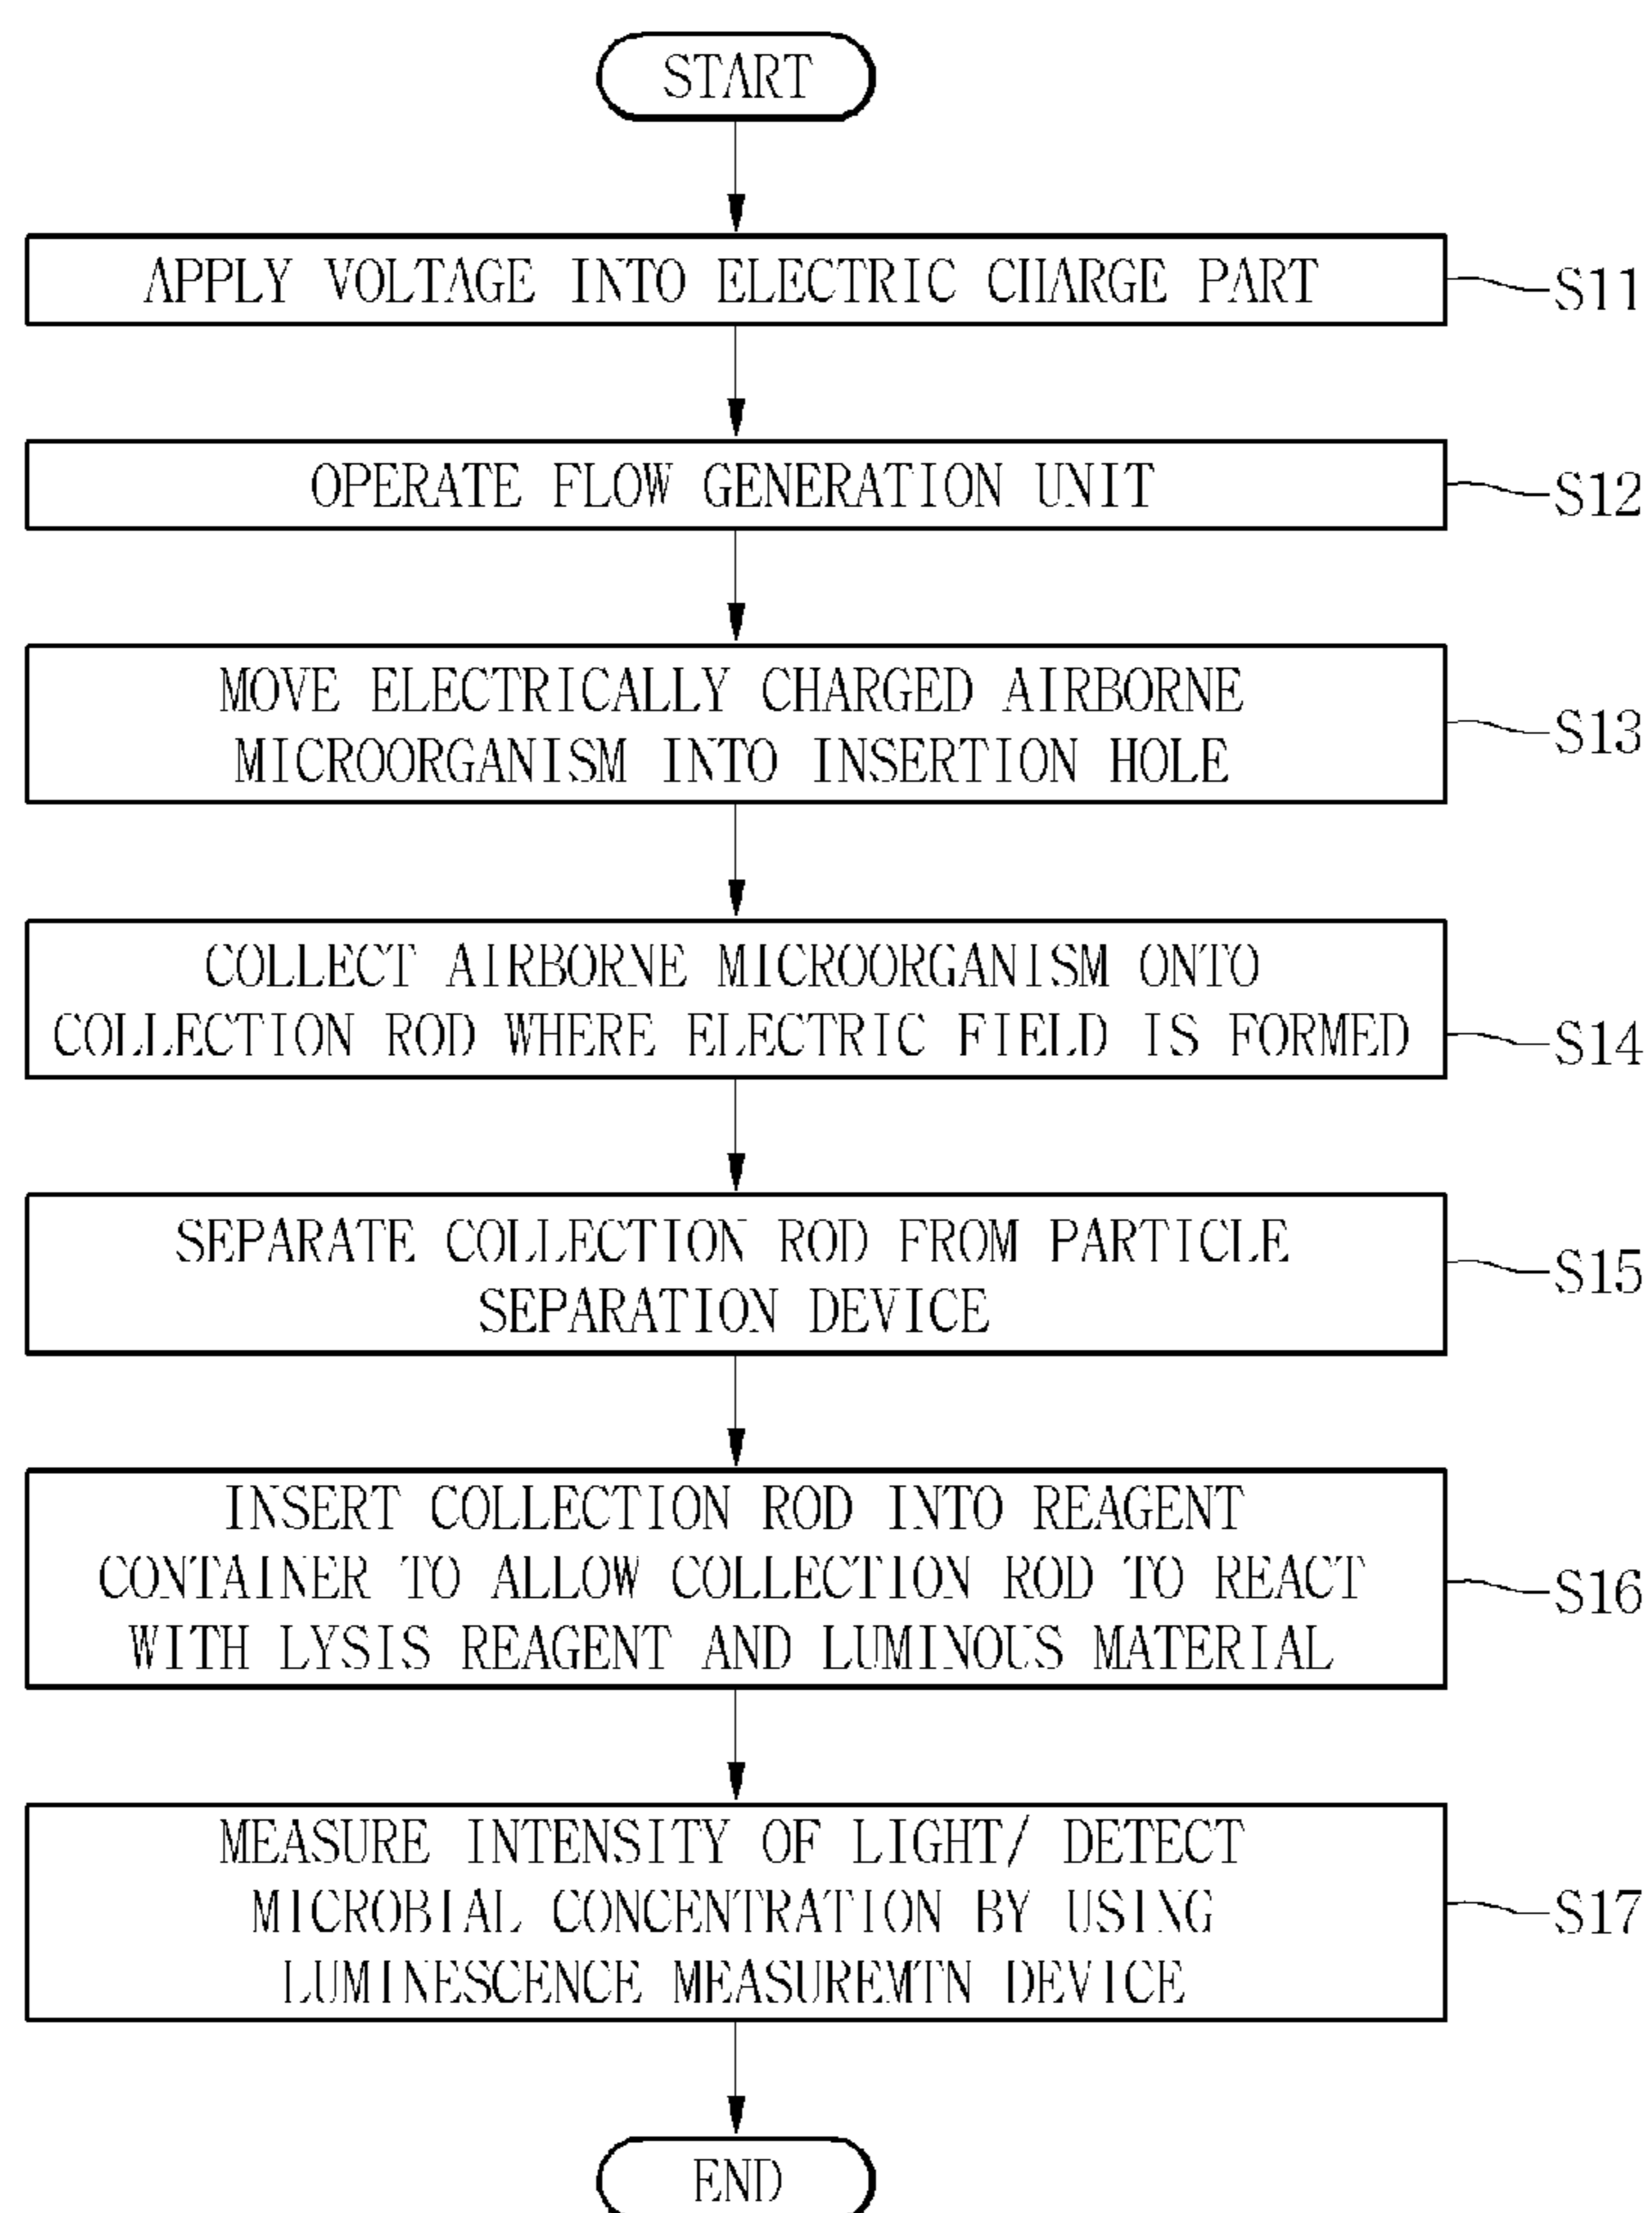 START
APPLY VOLTAGE INTO ELECTRIC CHARGE PART
S11
OPERATE FLOW GENERATION UNIT
S12
MOVE ELECTRICALLY CHARGED AIRBORNE
MICROORGANISM INTO INSERTION HOLE
S13
COLLECT AIRBORNE MICROORGANISM ONTO
COLLECTION ROD WHERE ELECTRIC FIELD IS FORMED
S14
SEPARATE COLLECTION ROD FROM PARTICLE
SEPARATION DEVICE
S15
INSERT COLLECTION ROD INTO REAGENT
CONTAINER TO ALLOW COLLECTION ROD TO REACT
WITH LYSIS REAGENT AND LUMINOUS MATERIAL
S16
MEASURE INTENSITY OF LIGHT/ DETECT
MICROBIAL CONCENTRATION BY USING
LUMINESCENCE MEASUREMTN DEVICE
S17
END